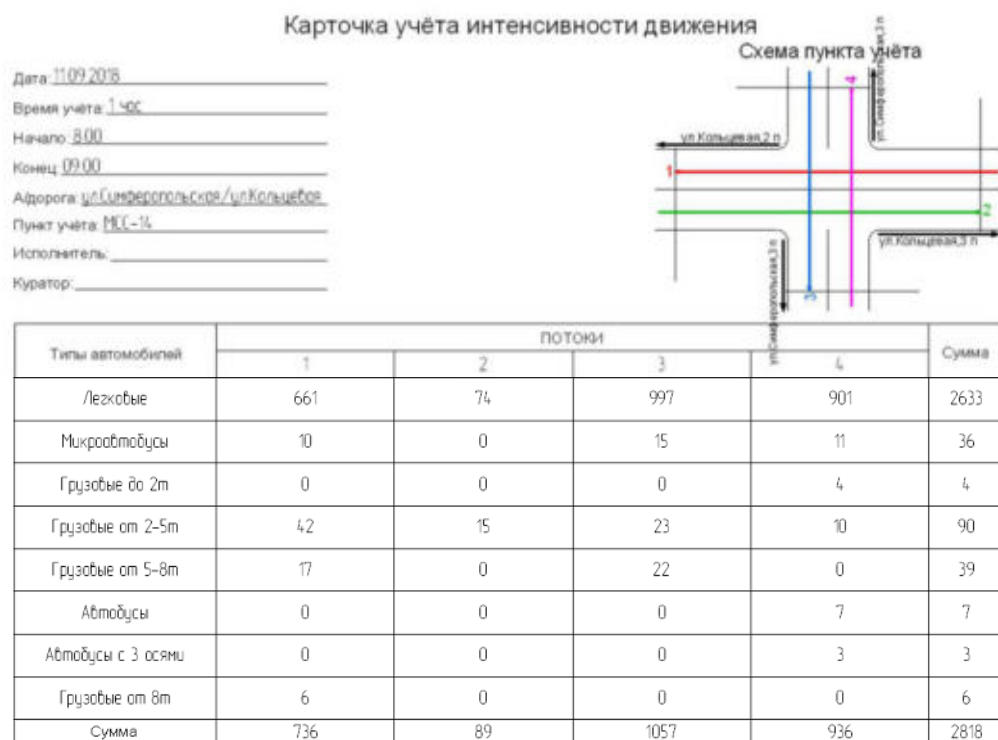 Карточка учёта интенсивности движения
Схема пункта учёта
Дата: 11.09.2018
Время учёта: 1 час
Начало: 8.00
Конец: 09.00
А/дорога: ул.Симферопольская/ул.Кольцевая
Пункт учёта: МСС-14
Исполнитель:
Куратор:
ул.Кольцевая,2 п
ул.Симферопольская,3 п
4
1
2
ул.Кольцевая,3 п
3
ул.Симферопольская,3 п
Типы автомобилей ПОТОКИ Сумма
1 2 3 4
Легковые 661 74 997 901 2633
Микроавтобусы 10 0 15 11 36
Грузовые до 2т 0 0 0 4 4
Грузовые от 2-5т 42 15 23 10 90
Грузовые от 5-8т 17 0 22 0 39
Автобусы 0 0 0 7 7
Автобусы с 3 осями 0 0 0 3 3
Грузовые от 8т 6 0 0 0 6
Сумма 736 89 1057 936 2818